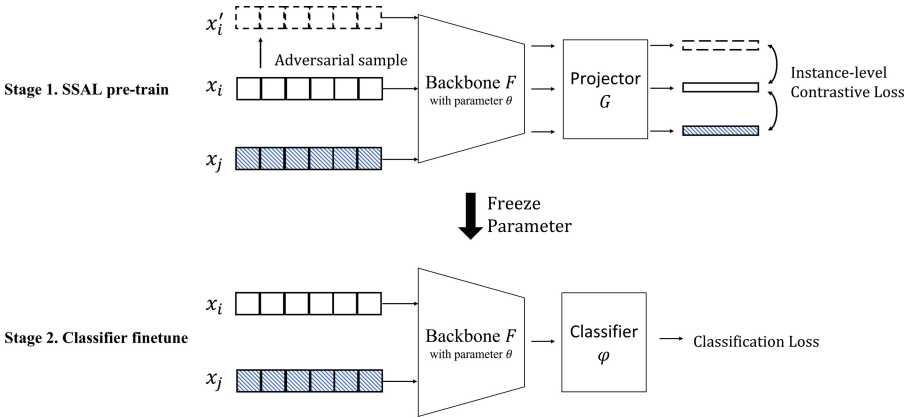 x′ᵢ
Adversarial sample
Stage 1. SSAL pre-train
xᵢ
Backbone F
with parameter θ
Projector
G
Instance-level
Contrastive Loss
xⱼ
Freeze
Parameter
xᵢ
Stage 2. Classifier finetune
Backbone F
with parameter θ
Classifier
φ
Classification Loss
xⱼ